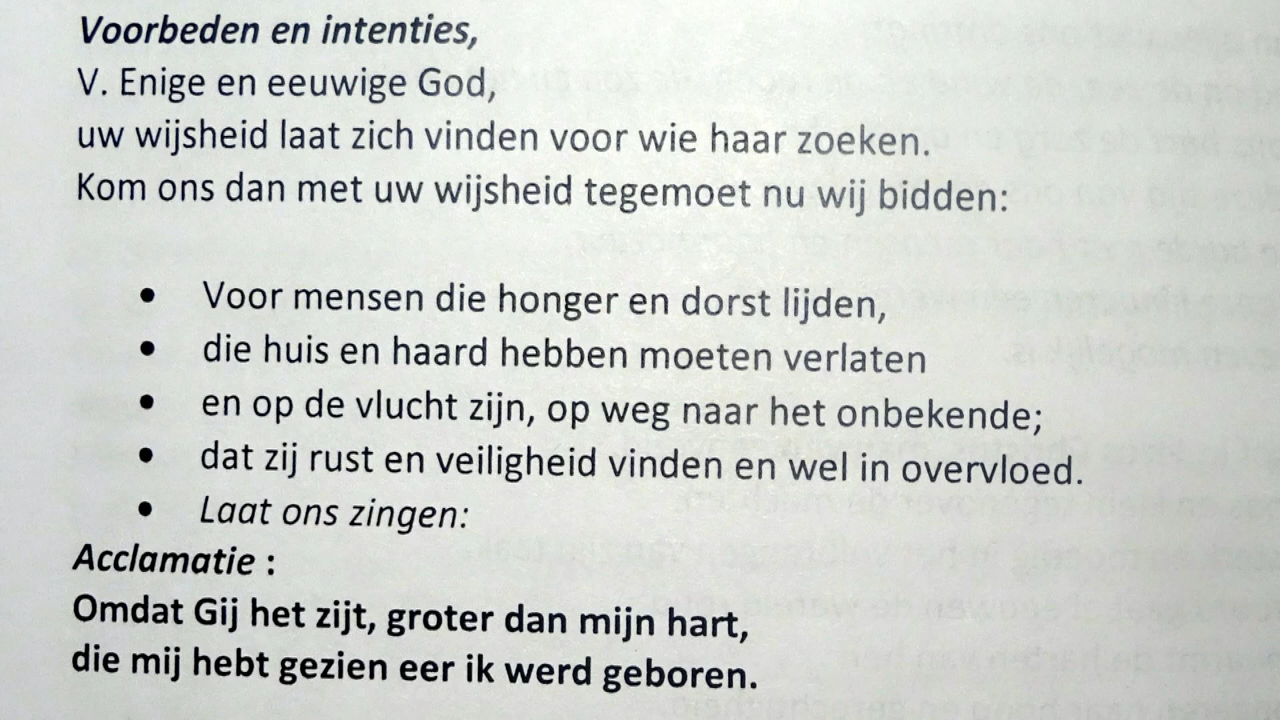 Voorbeden en intenties,
V. Enige en eeuwige God,
uw wijsheid laat zich vinden voor wie haar zoeken.
Kom ons dan met uw wijsheid tegemoet nu wij bidden:
• Voor mensen die honger en dorst lijden,
• die huis en haard hebben moeten verlaten
• en op de vlucht zijn, op weg naar het onbekende;
• dat zij rust en veiligheid vinden en wel in overvloed.
• Laat ons zingen:
Acclamatie :
Omdat Gij het zijt, groter dan mijn hart,
die mij hebt gezien eer ik werd geboren.